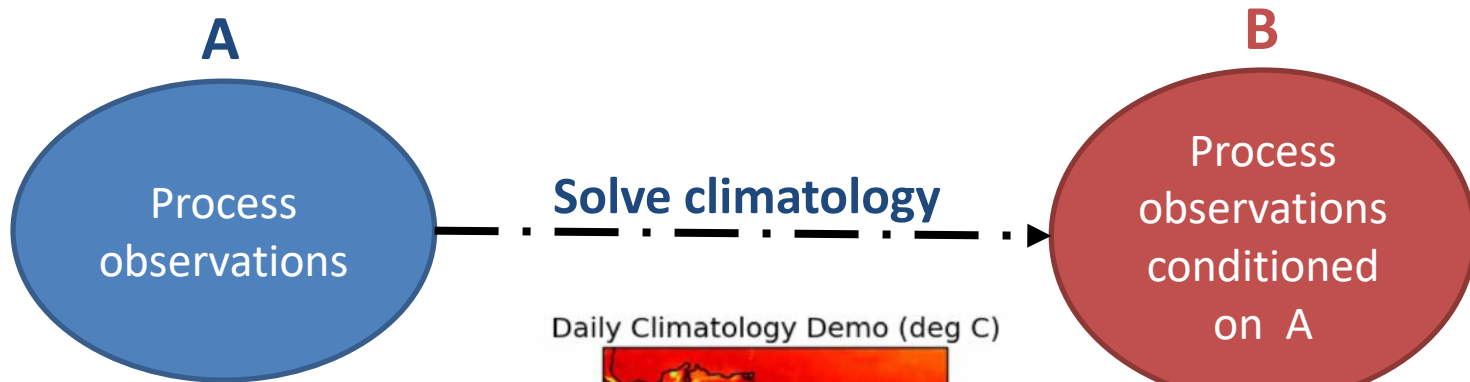 A
B
Process
observations
Solve climatology
Process
observations
conditioned
on A
Daily Climatology Demo (deg C)